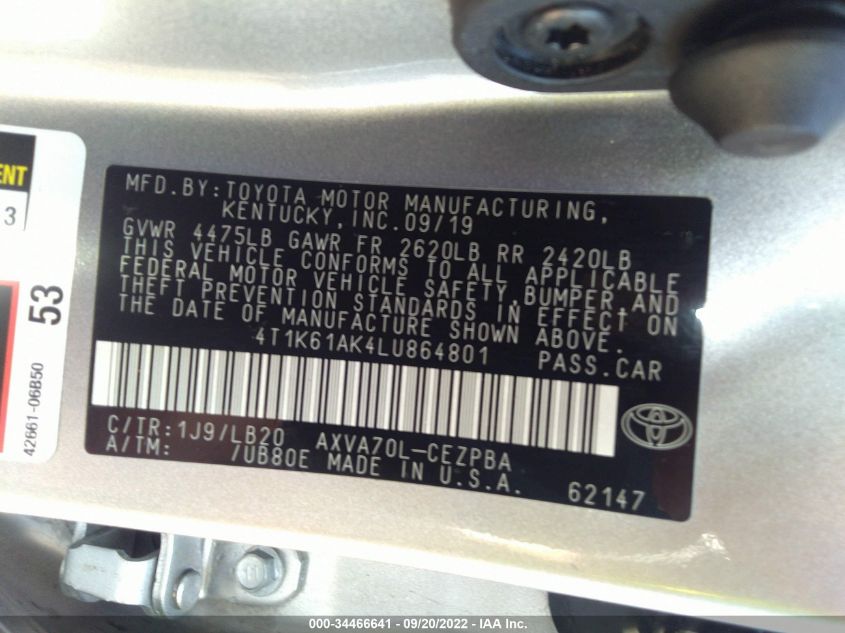 ENT
3
53
42661-06B50
MFD.BY:TOYOTA MOTOR MANUFACTURING,
KENTUCKY,INC.09/19
GVWR 4475LB GAWR FR 2620LB RR 2420LB
THIS VEHICLE CONFORMS TO ALL APPLICABLE
FEDERAL MOTOR VEHICLE SAFETY,BUMPER AND
THEFT PREVENTION STANDARDS IN EFFECT ON
THE DATE OF MANUFACTURE SHOWN ABOVE.
4T1K61AK4LU864801 PASS.CAR
C/TR:1J9/LB20 AXVA70L-CEZPBA
A/TM: /UB80E MADE IN U.S.A. 62147
000-34466641 - 09/20/2022 - IAA Inc.